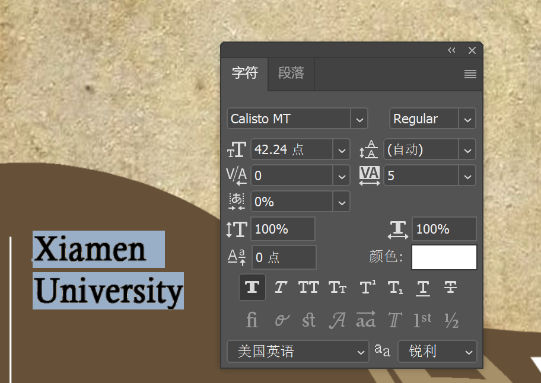 字符 段落
Calisto MT Regular
42.24 点 (自动)
0 5
0%
100% 100%
0 点 颜色:
T T TT TT T¹ T₁ T T
fi st A aa T 1st ½
美国英语 aa 锐利
Xiamen
University